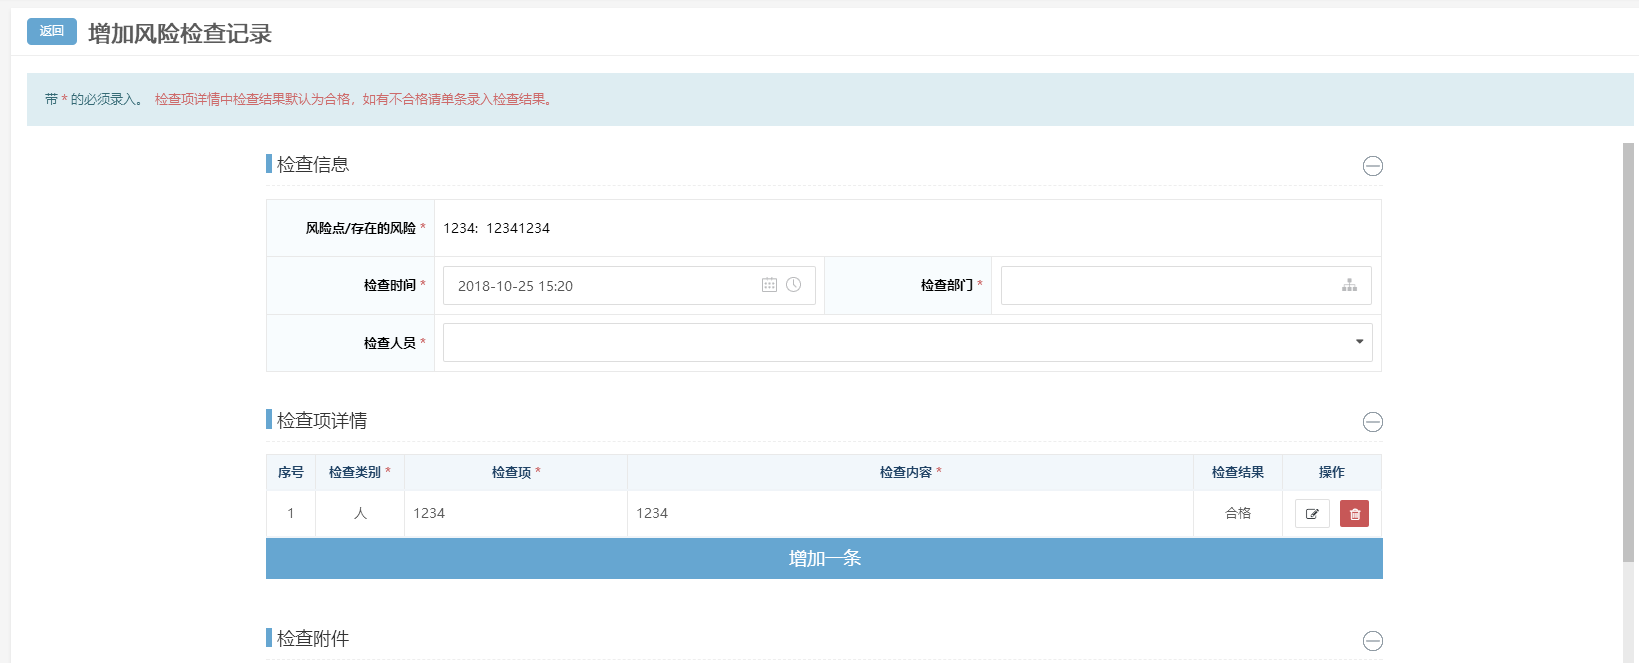 返回 增加风险检查记录
带 * 的必须录入。 检查项详情中检查结果默认为合格，如有不合格请单条录入检查结果。
检查信息
风险点/存在的风险 * 1234: 12341234
检查时间 * 2018-10-25 15:20 检查部门 *
检查人员 *
检查项详情
序号 检查类别 * 检查项 * 检查内容 * 检查结果 操作
1 人 1234 1234 合格
增加一条
检查附件